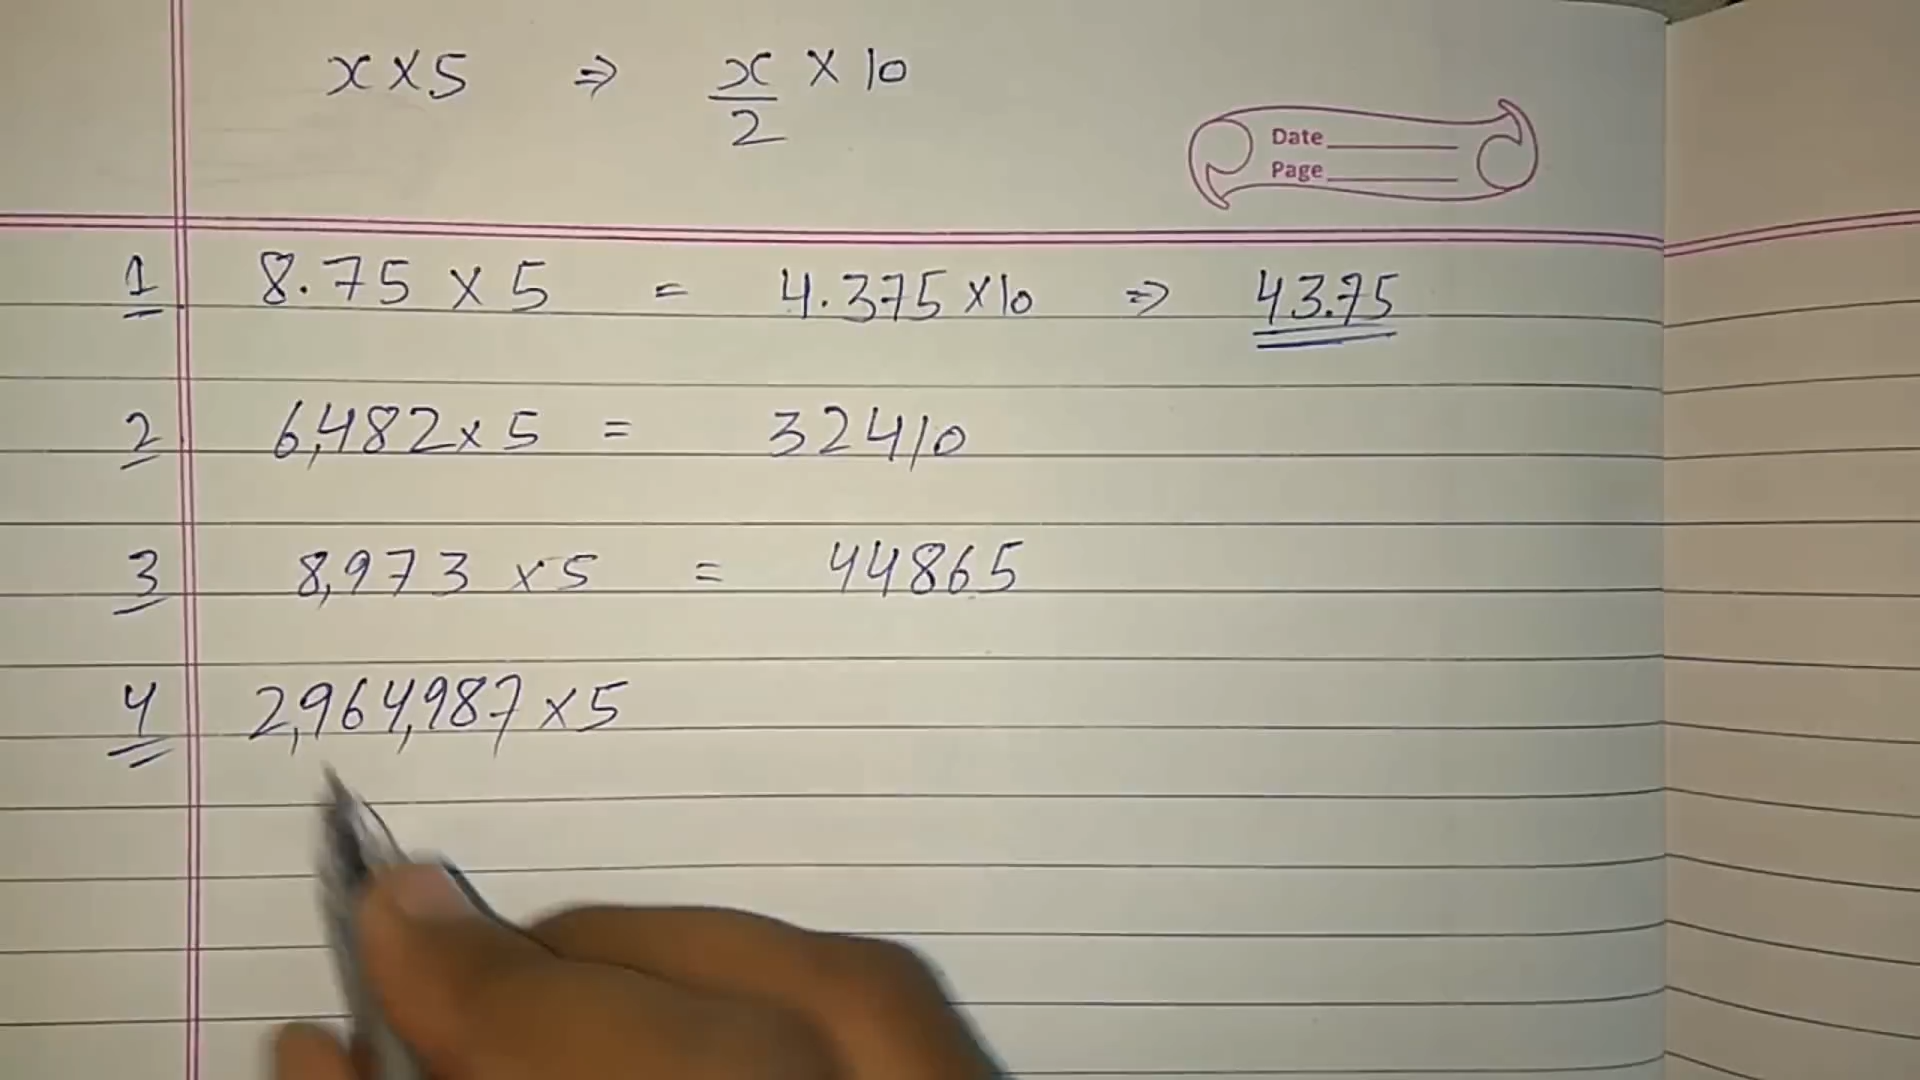 x × 5 ⇒ x/2 × 10
Date
Page
1 8.75 × 5 = 4.375 × 10 ⇒ 43.75
2 6,482 × 5 = 32410
3 8,973 × 5 = 44865
4 2,964,987 × 5